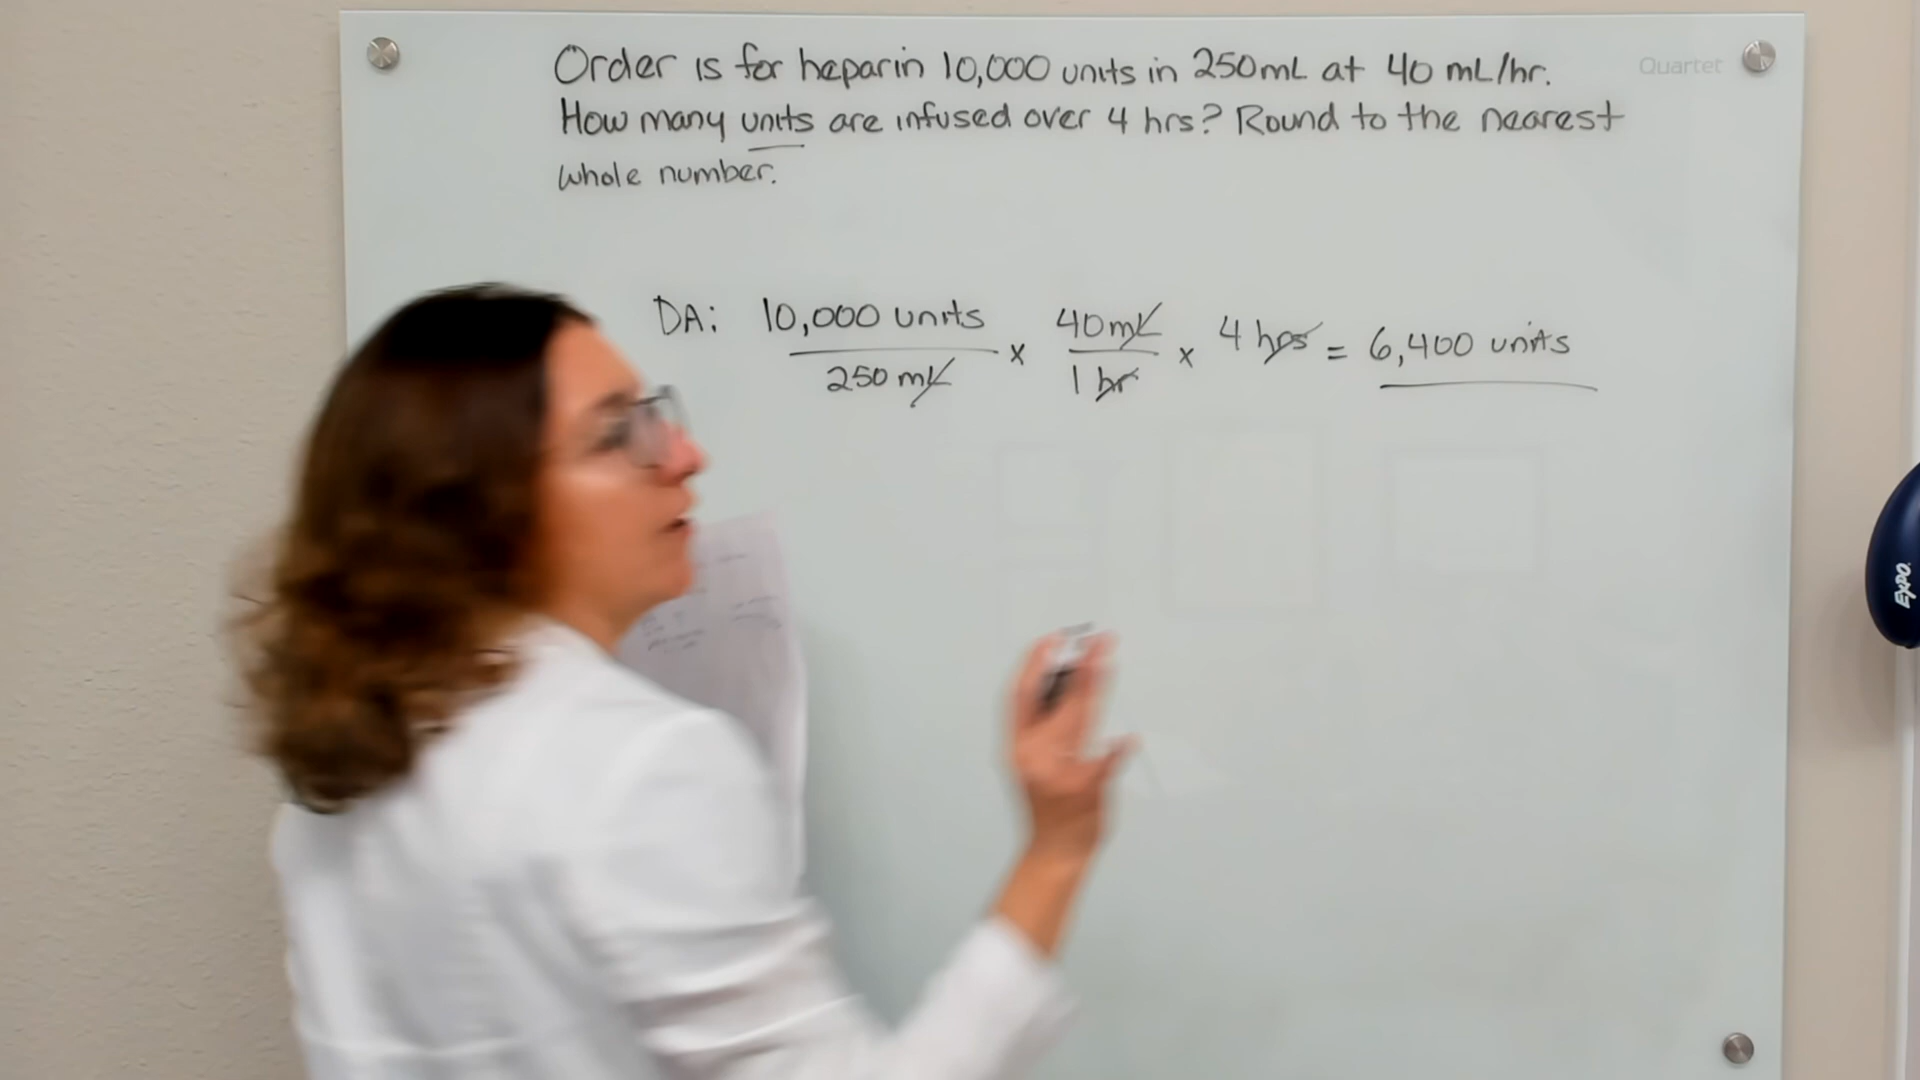 Order is for heparin 10,000 units in 250mL at 40 mL/hr.
How many units are infused over 4 hrs? Round to the nearest
whole number.
Quartet
DA: 10,000 units / 250 mL x 40mL / 1 hr x 4 hrs = 6,400 units
EXPO